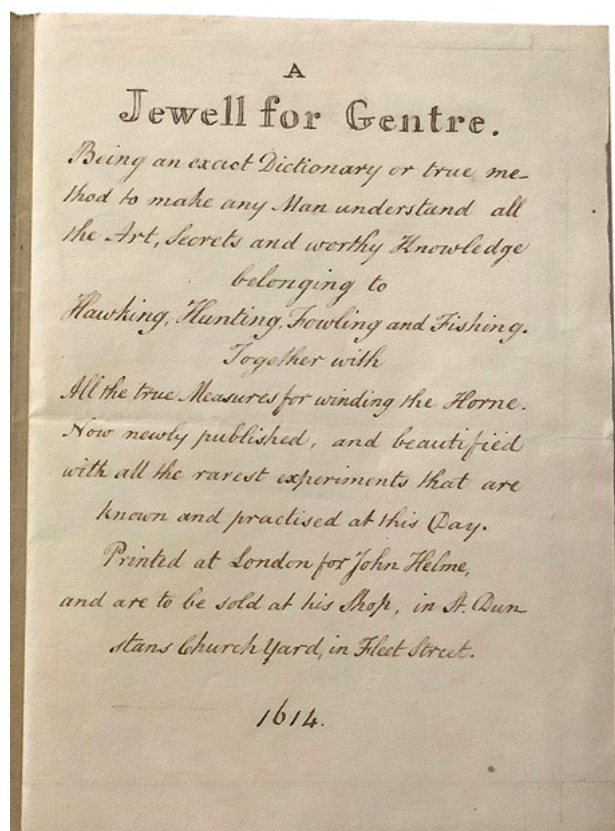 A
Jewell for Gentre.
Being an exact Dictionary or true me-
thod to make any Man understand all
the Art, Secrets and worthy Knowledge
belonging to
Hawking, Hunting, Fowling and Fishing.
Together with
All the true Measures for winding the Horne.
Now newly published, and beautified
with all the rarest experiments that are
known and practised at this Day.
Printed at London for John Helme,
and are to be sold at his Shop, in St. Dun
stans Church Yard, in Fleet Street.
1614.